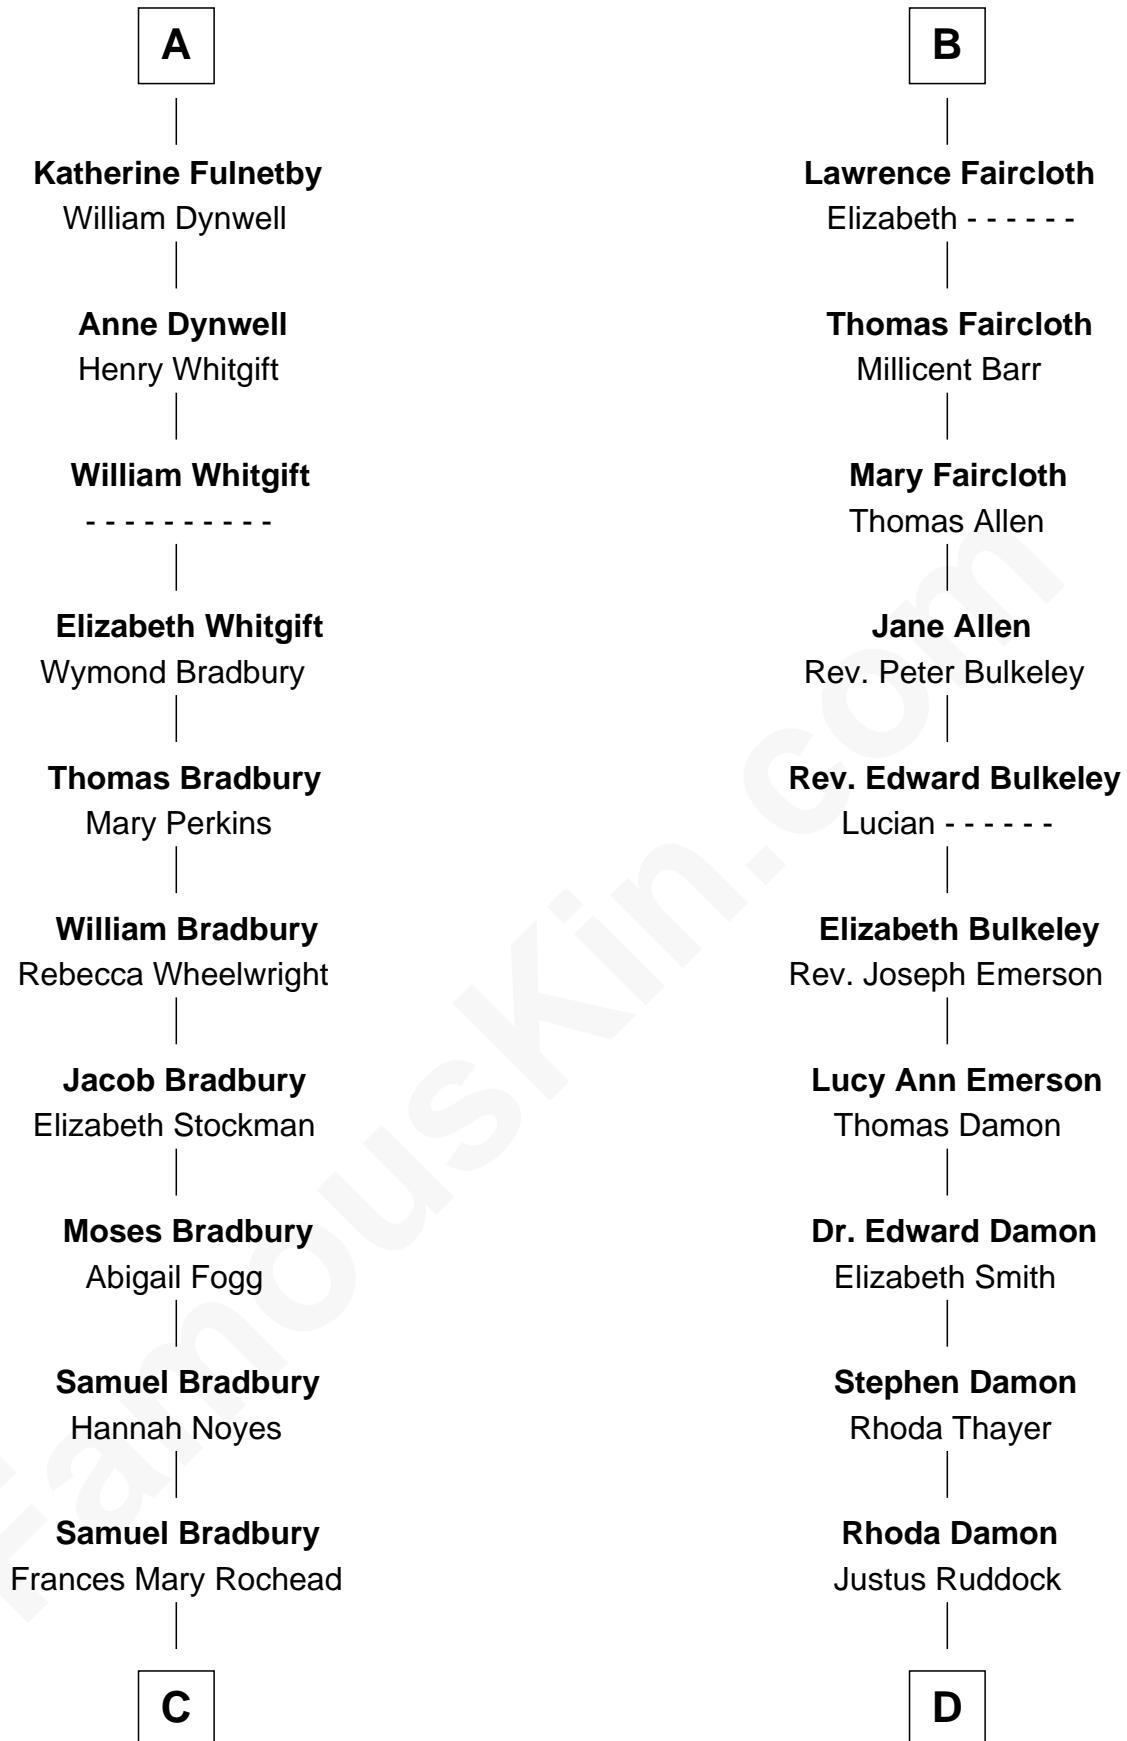 A
Katherine Fulnetby
William Dynwell
Anne Dynwell
Henry Whitgift
William Whitgift
- - - - - - - - - -
Elizabeth Whitgift
Wymond Bradbury
Thomas Bradbury
Mary Perkins
William Bradbury
Rebecca Wheelwright
Jacob Bradbury
Elizabeth Stockman
Moses Bradbury
Abigail Fogg
Samuel Bradbury
Hannah Noyes
Samuel Bradbury
Frances Mary Rochead
C
B
Lawrence Faircloth
Elizabeth - - - - - -
Thomas Faircloth
Millicent Barr
Mary Faircloth
Thomas Allen
Jane Allen
Rev. Peter Bulkeley
Rev. Edward Bulkeley
Lucian - - - - - -
Elizabeth Bulkeley
Rev. Joseph Emerson
Lucy Ann Emerson
Thomas Damon
Dr. Edward Damon
Elizabeth Smith
Stephen Damon
Rhoda Thayer
Rhoda Damon
Justus Ruddock
D
FamousKin.com